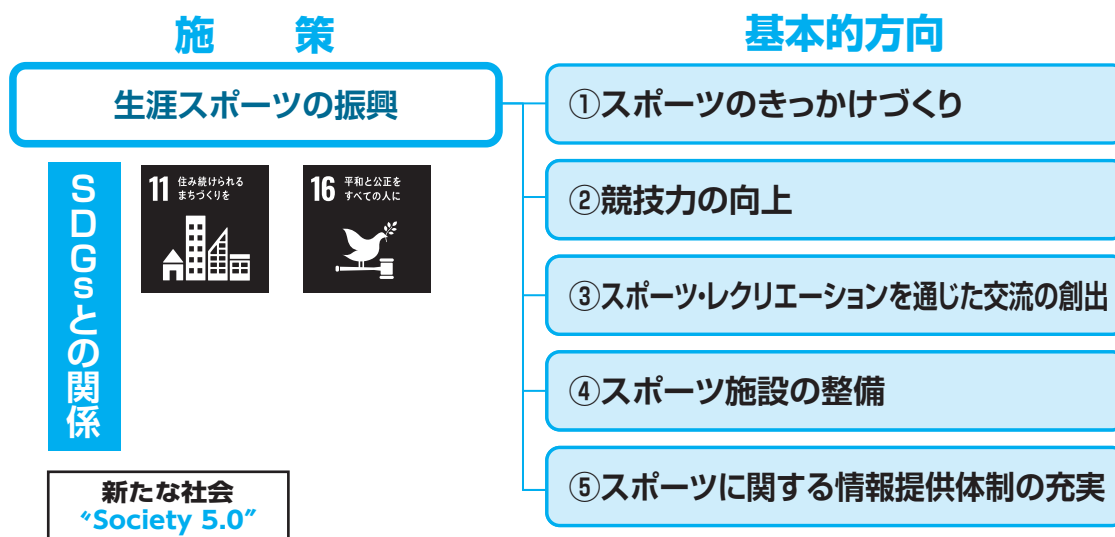 施　策
生涯スポーツの振興
SDGsとの関係
11 住み続けられる
まちづくりを
16 平和と公正を
すべての人に
新たな社会
“Society 5.0”
基本的方向
①スポーツのきっかけづくり
②競技力の向上
③スポーツ・レクリエーションを通じた交流の創出
④スポーツ施設の整備
⑤スポーツに関する情報提供体制の充実